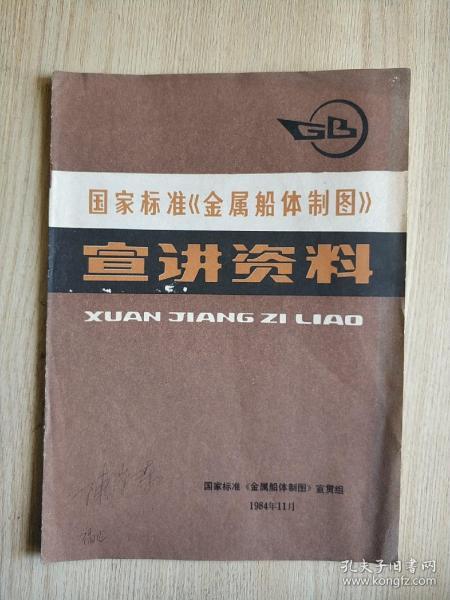 GB
国家标准《金属船体制图》
宣讲资料
XUAN JIANG ZI LIAO
国家标准《金属船体制图》宣贯组
1984年11月
孔夫子旧书网
www.kongfz.com